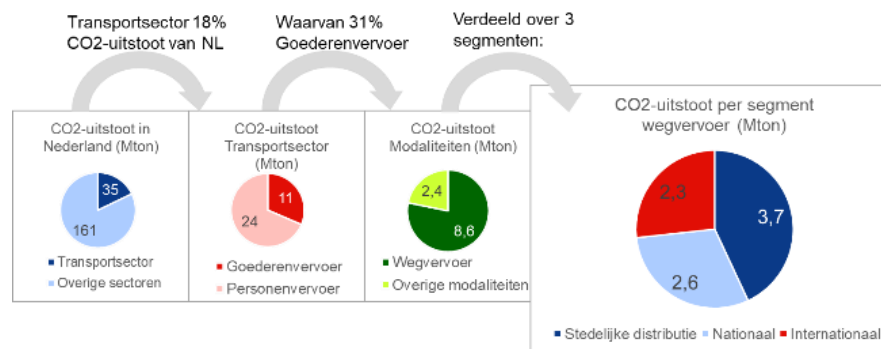 Transportsector 18%
CO2-uitstoot van NL
Waarvan 31%
Goederenvervoer
Verdeeld over 3
segmenten:
CO2-uitstoot in
Nederland (Mton)
35
161
Transportsector
Overige sectoren
CO2-uitstoot
Transportsector
(Mton)
11
24
Goederenvervoer
Personenvervoer
CO2-uitstoot
Modaliteiten (Mton)
2,4
8,6
Wegvervoer
Overige modaliteiten
CO2-uitstoot per segment
wegvervoer (Mton)
2,3
3,7
2,6
Stedelijke distributie Nationaal Internationaal